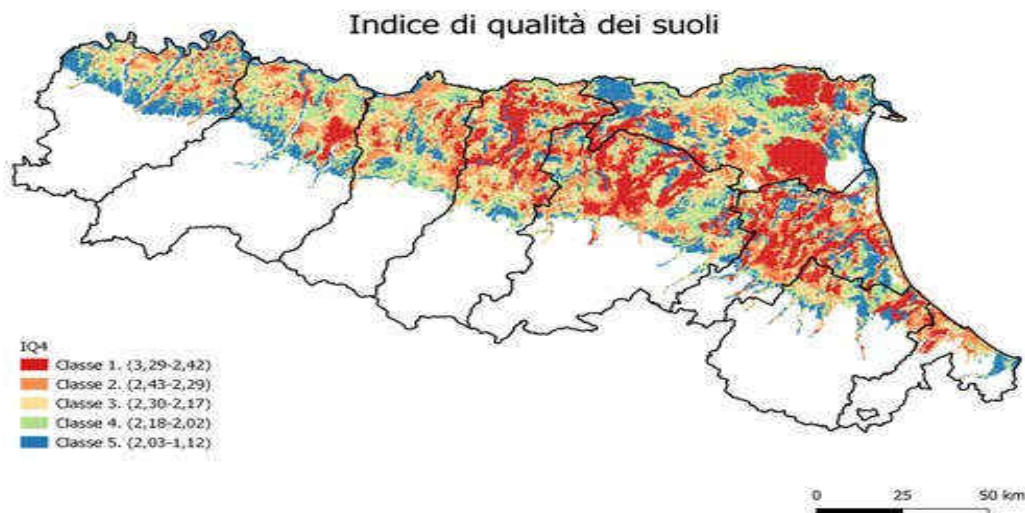 Indice di qualità dei suoli
IQ4
Classe 1. (3,29-2,42)
Classe 2. (2,43-2,29)
Classe 3. (2,30-2,17)
Classe 4. (2,18-2,02)
Classe 5. (2,03-1,12)
0 25 50 km